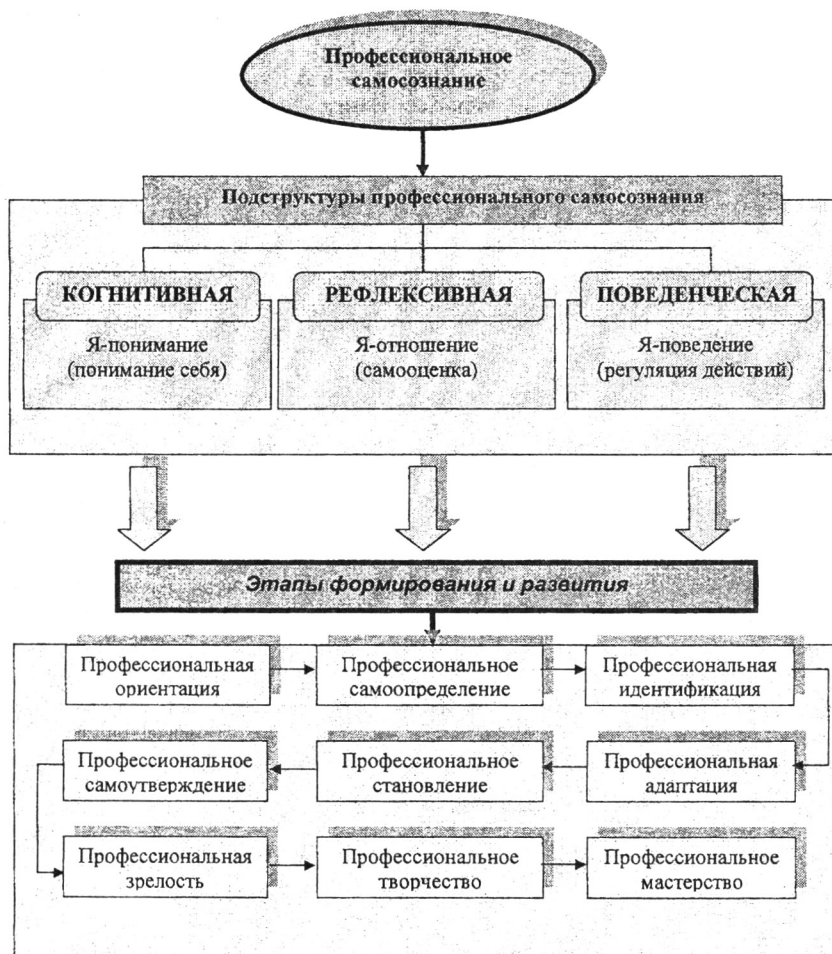 Профессиональное
самосознание
Подструктуры профессионального самосознания
КОГНИТИВНАЯ
Я-понимание
(понимание себя)
РЕФЛЕКСИВНАЯ
Я-отношение
(самооценка)
ПОВЕДЕНЧЕСКАЯ
Я-поведение
(регуляция действий)
Этапы формирования и развития
Профессиональная
ориентация
Профессиональное
самоопределение
Профессиональная
идентификация
Профессиональная
адаптация
Профессиональное
становление
Профессиональное
самоутверждение
Профессиональная
зрелость
Профессиональное
творчество
Профессиональное
мастерство